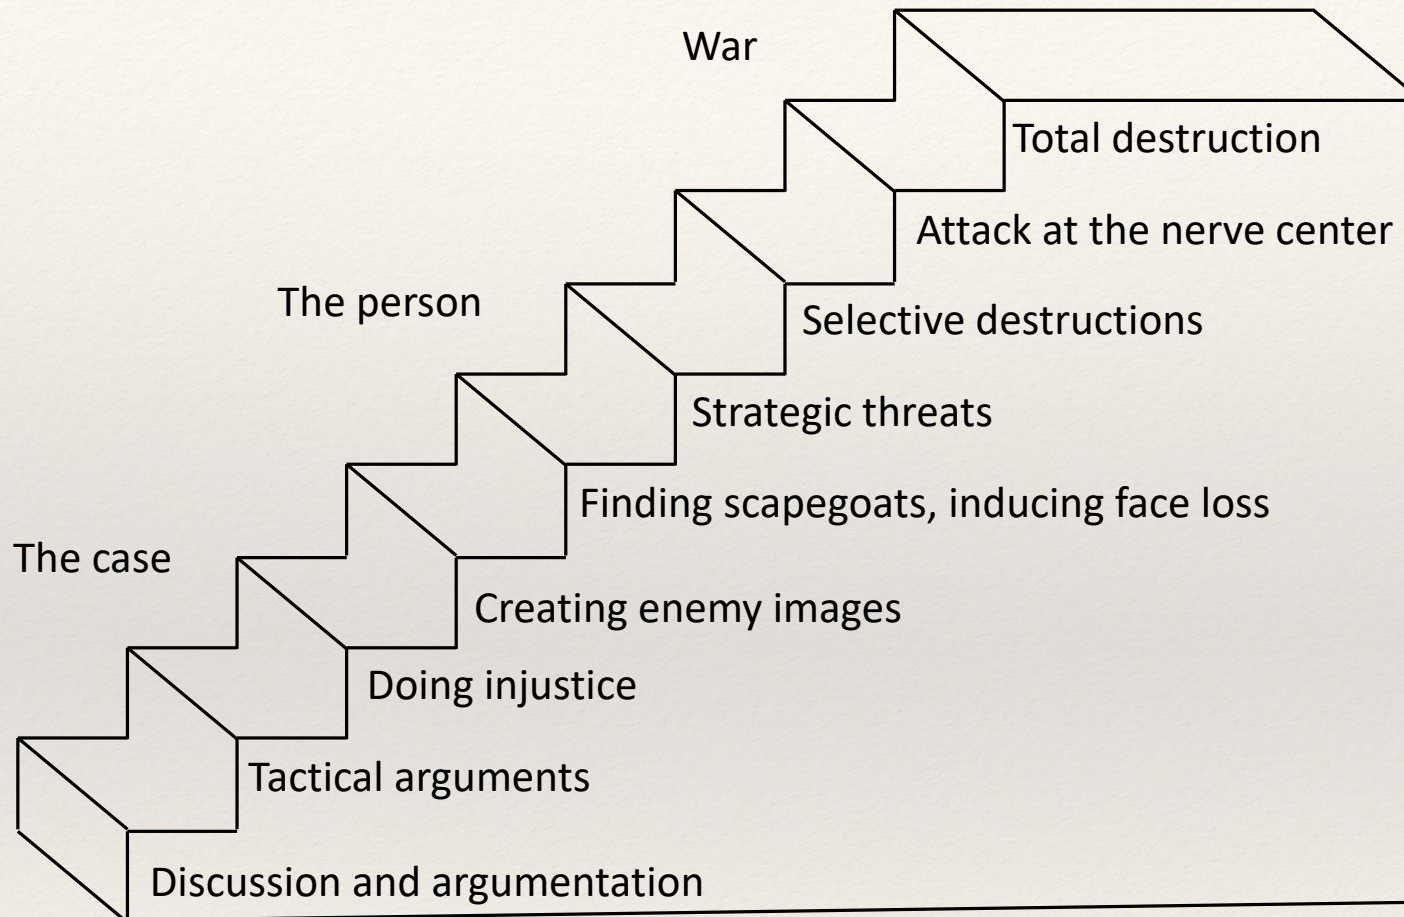 War
Total destruction
Attack at the nerve center
The person
Selective destructions
Strategic threats
Finding scapegoats, inducing face loss
The case
Creating enemy images
Doing injustice
Tactical arguments
Discussion and argumentation